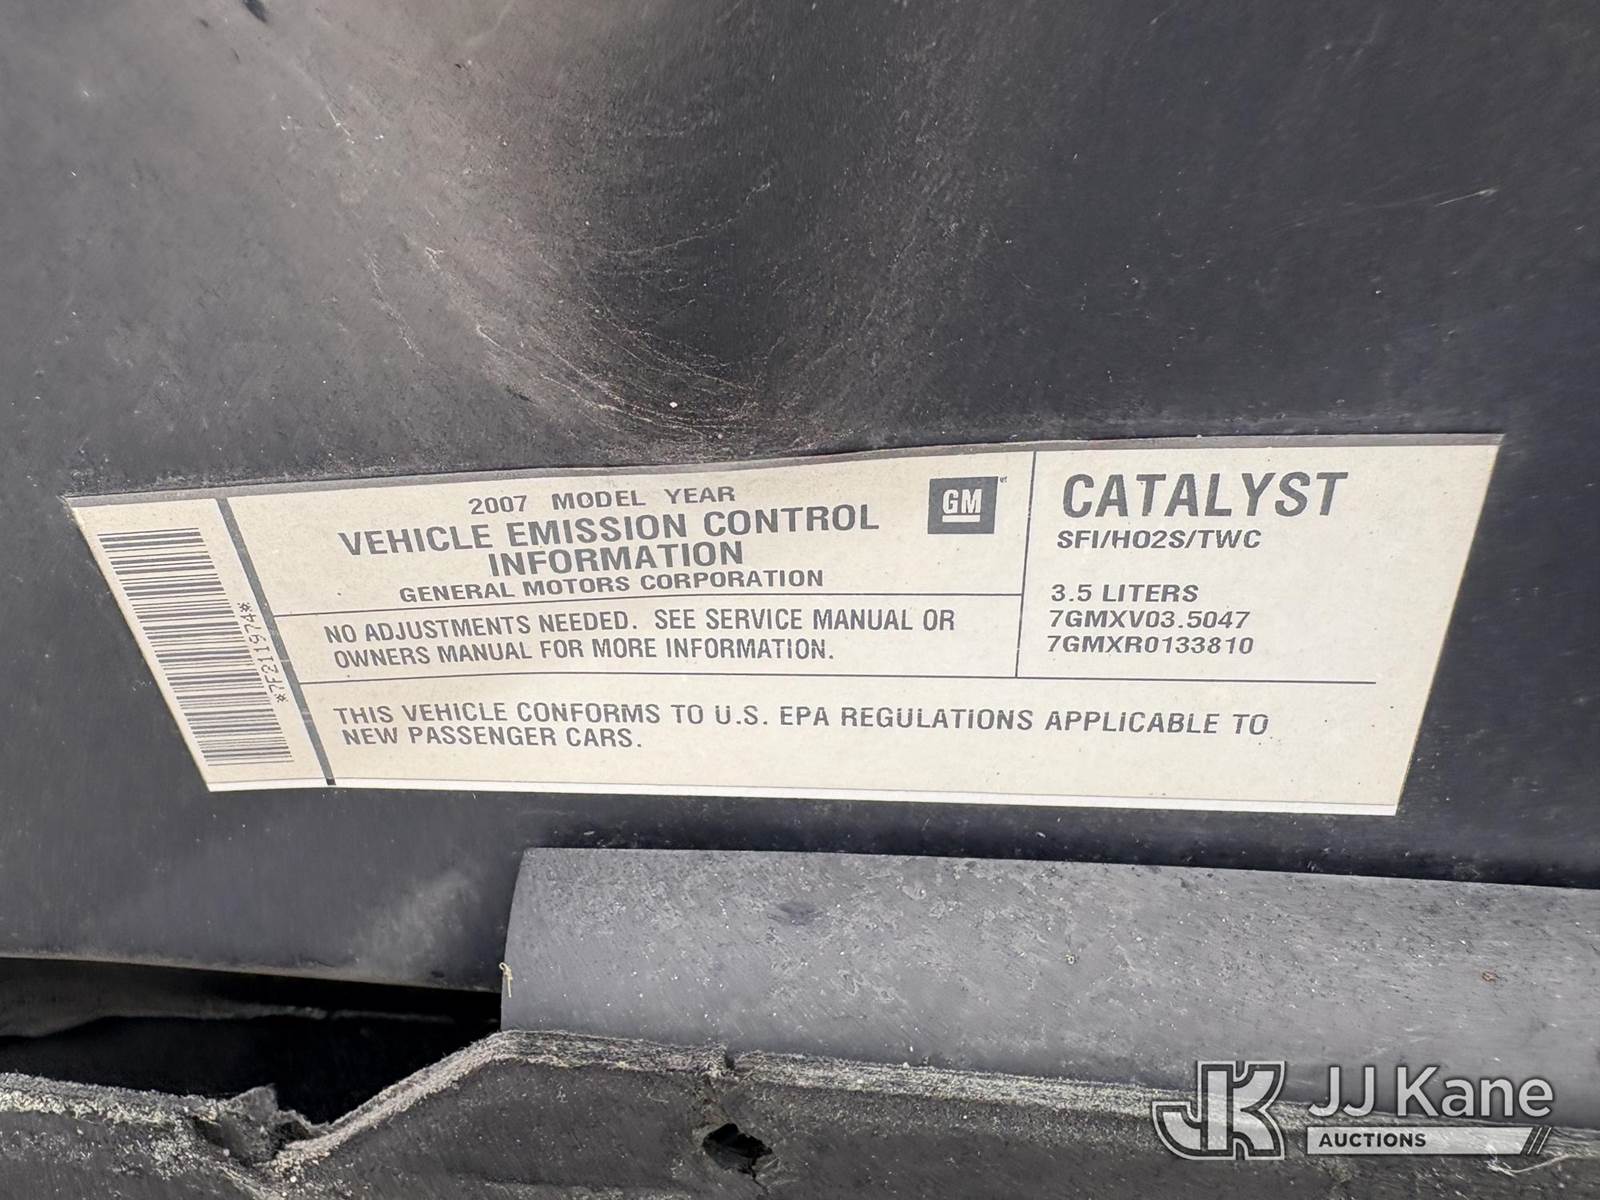 2007 MODEL YEAR
VEHICLE EMISSION CONTROL
INFORMATION
GENERAL MOTORS CORPORATION
GM
NO ADJUSTMENTS NEEDED. SEE SERVICE MANUAL OR
OWNERS MANUAL FOR MORE INFORMATION.
THIS VEHICLE CONFORMS TO U.S. EPA REGULATIONS APPLICABLE TO
NEW PASSENGER CARS.
CATALYST
SFI/HO2S/TWC
3.5 LITERS
7GMXV03.5047
7GMXR0133810
*7F211974*
JK
JJ Kane
AUCTIONS